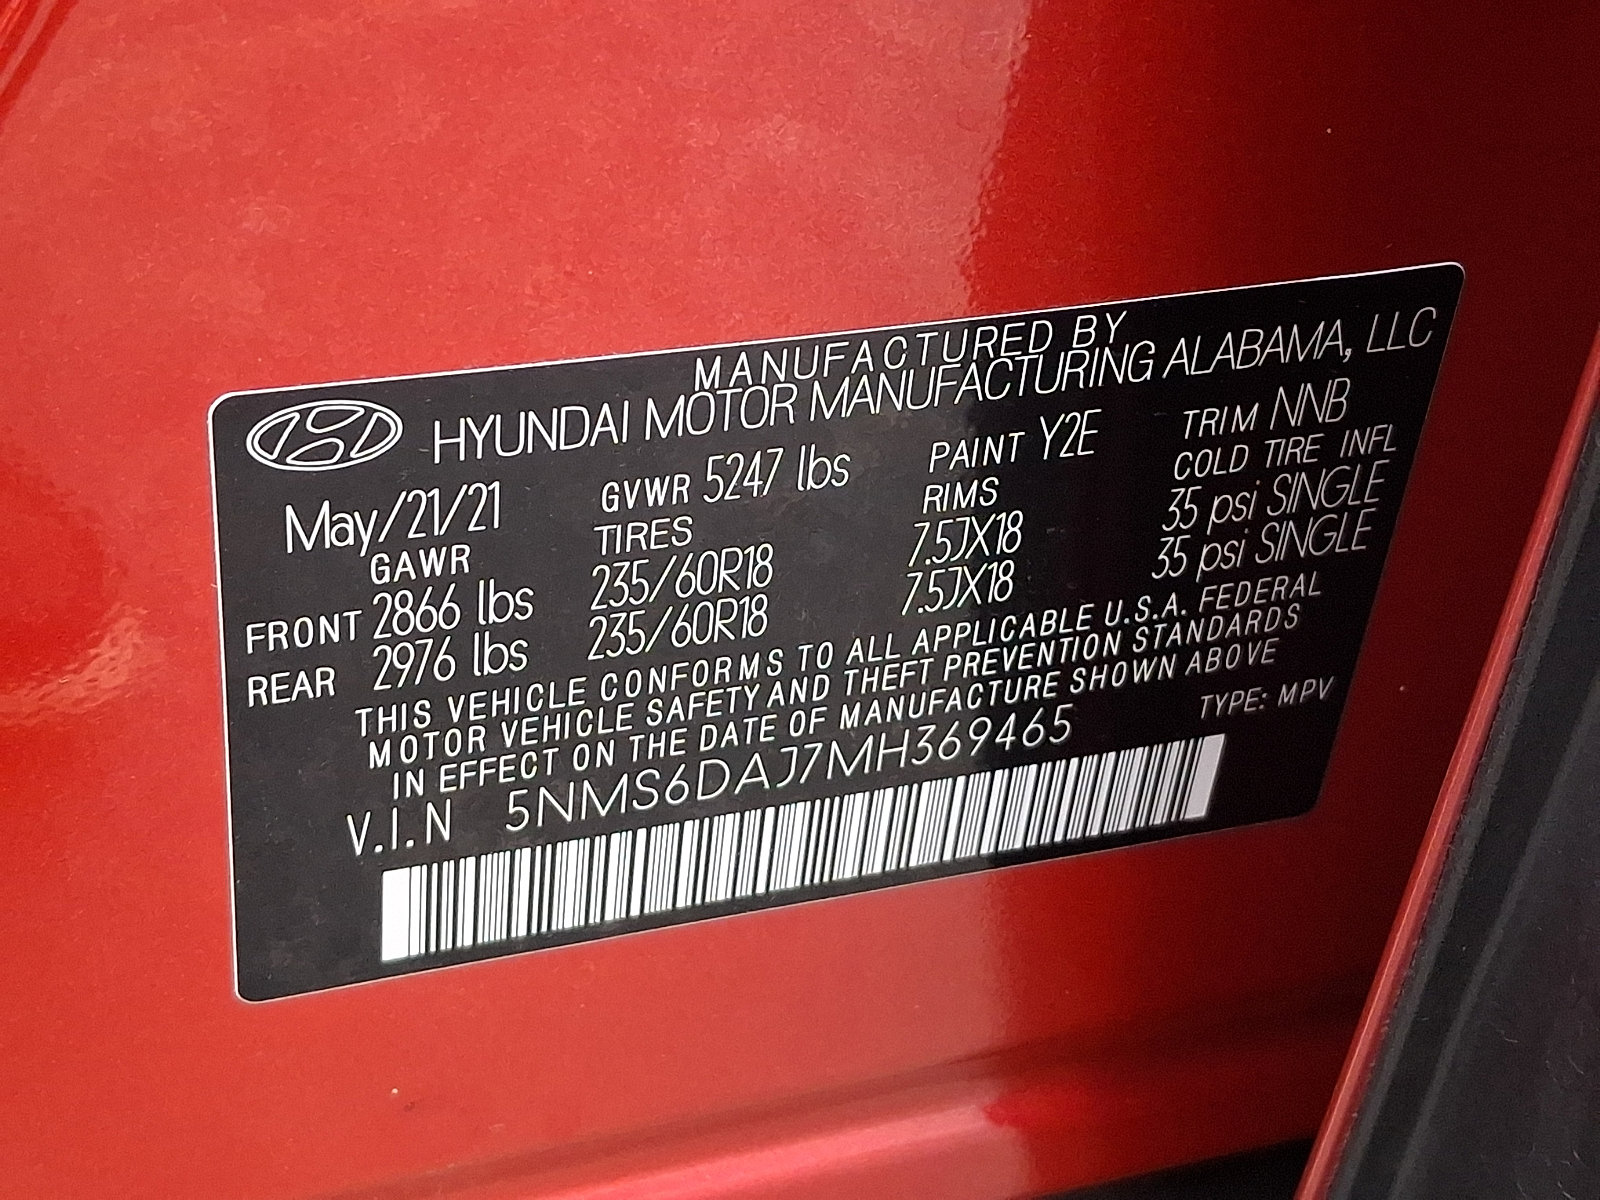 MANUFACTURED BY
HYUNDAI MOTOR MANUFACTURING ALABAMA, LLC
May/21/21 GVWR 5247 lbs PAINT Y2E TRIM NNB
GAWR TIRES RIMS COLD TIRE INFL
FRONT 2866 lbs 235/60R18 7.5JX18 35 psi SINGLE
REAR 2976 lbs 235/60R18 7.5JX18 35 psi SINGLE
THIS VEHICLE CONFORMS TO ALL APPLICABLE U.S.A. FEDERAL
MOTOR VEHICLE SAFETY AND THEFT PREVENTION STANDARDS
IN EFFECT ON THE DATE OF MANUFACTURE SHOWN ABOVE
V.I.N 5NMS6DAJ7MH369465 TYPE: MPV